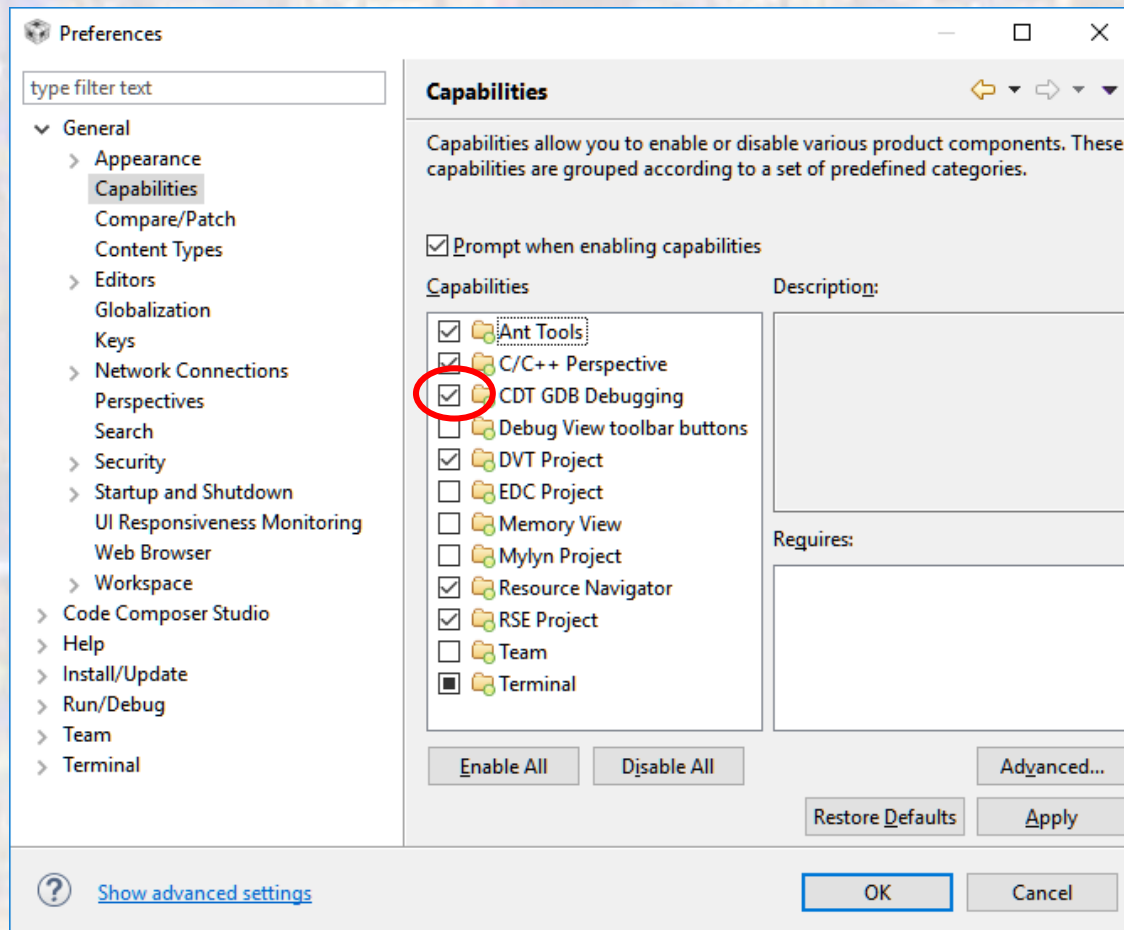 Preferences
type filter text
General
Appearance
Capabilities
Compare/Patch
Content Types
Editors
Globalization
Keys
Network Connections
Perspectives
Search
Security
Startup and Shutdown
UI Responsiveness Monitoring
Web Browser
Workspace
Code Composer Studio
Help
Install/Update
Run/Debug
Team
Terminal
Capabilities
Capabilities allow you to enable or disable various product components. These
capabilities are grouped according to a set of predefined categories.
Prompt when enabling capabilities
Capabilities
Ant Tools
C/C++ Perspective
CDT GDB Debugging
Debug View toolbar buttons
DVT Project
EDC Project
Memory View
Mylyn Project
Resource Navigator
RSE Project
Team
Terminal
Description:
Requires:
Enable All
Disable All
Advanced...
Restore Defaults
Apply
Show advanced settings
OK
Cancel